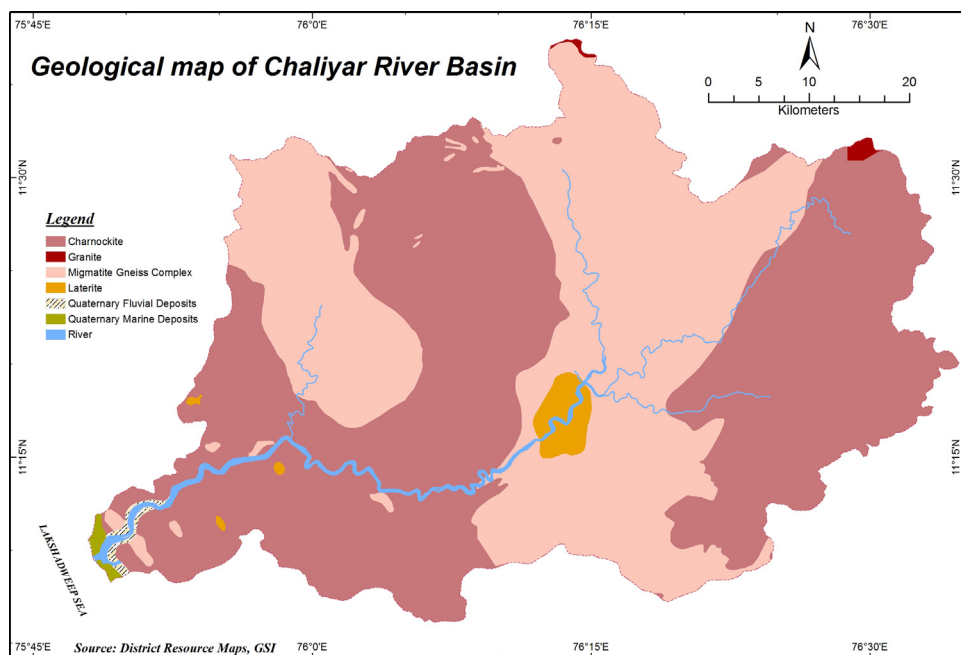 75°45'E 76°0'E 76°15'E 76°30'E
Geological map of Chaliyar River Basin
N
0 5 10 20
Kilometers
11°30'N 11°30'N
Legend
Charnockite
Granite
Migmatite Gneiss Complex
Laterite
Quaternary Fluvial Deposits
Quaternary Marine Deposits
River
11°15'N 11°15'N
LAKSHADWEEP SEA
Source: District Resource Maps, GSI
75°45'E 76°0'E 76°15'E 76°30'E